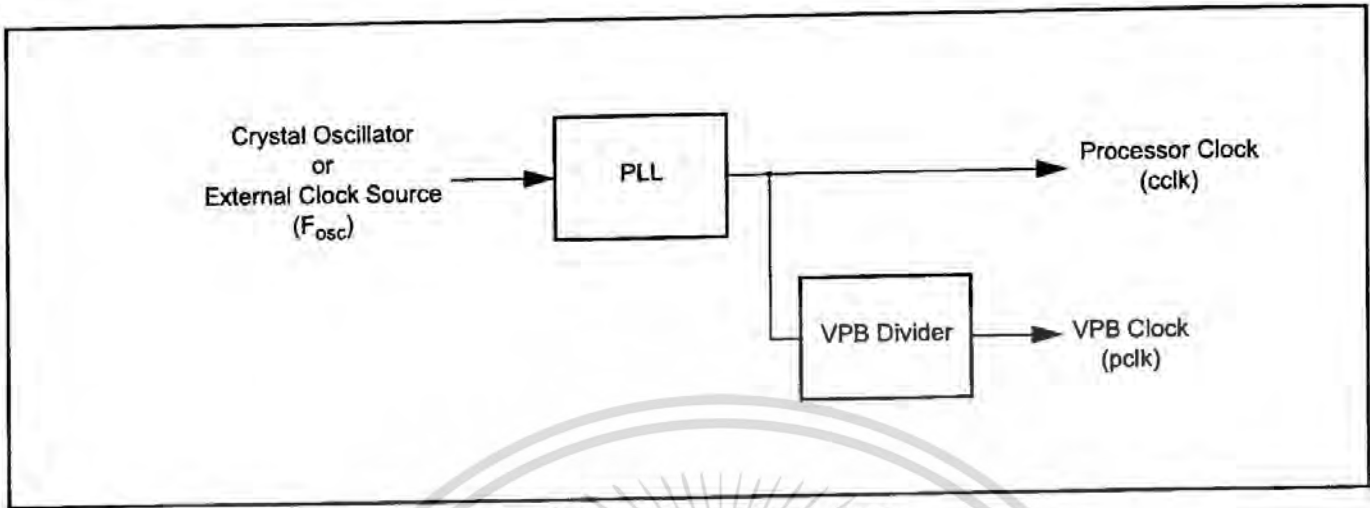 Crystal Oscillator
or
External Clock Source
(Fosc)
PLL
Processor Clock
(cclk)
VPB Divider
VPB Clock
(pclk)